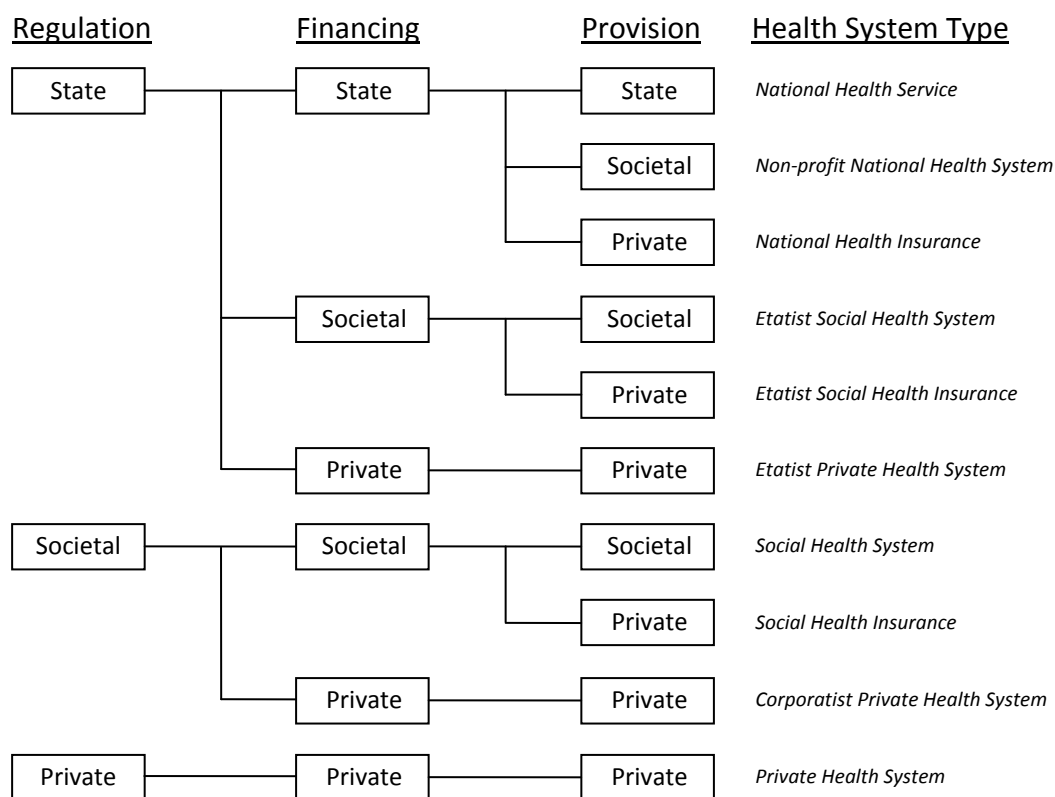 Regulation Financing Provision Health System Type
State State State National Health Service
Societal Non-profit National Health System
Private National Health Insurance
Societal Societal Etatist Social Health System
Private Etatist Social Health Insurance
Private Private Etatist Private Health System
Societal Societal Societal Social Health System
Private Social Health Insurance
Private Private Corporatist Private Health System
Private Private Private Private Health System